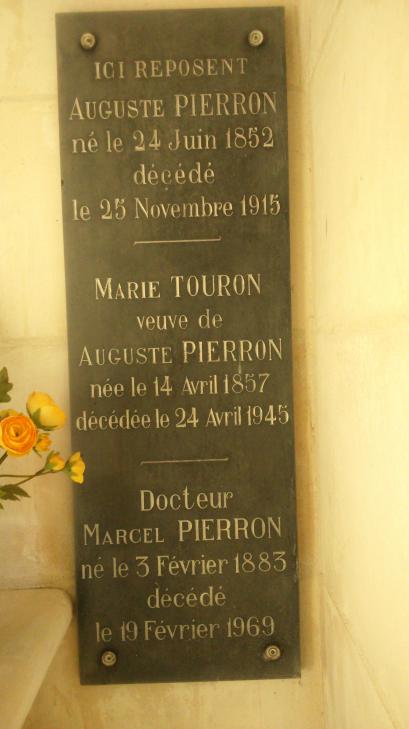 ICI REPOSENT
AUGUSTE PIERRON
né le 24 Juin 1852
décédé
le 25 Novembre 1915
MARIE TOURON
veuve de
AUGUSTE PIERRON
née le 14 Avril 1857
décédée le 24 Avril 1945
Docteur
MARCEL PIERRON
né le 3 Février 1883
décédé
le 19 Février 1969